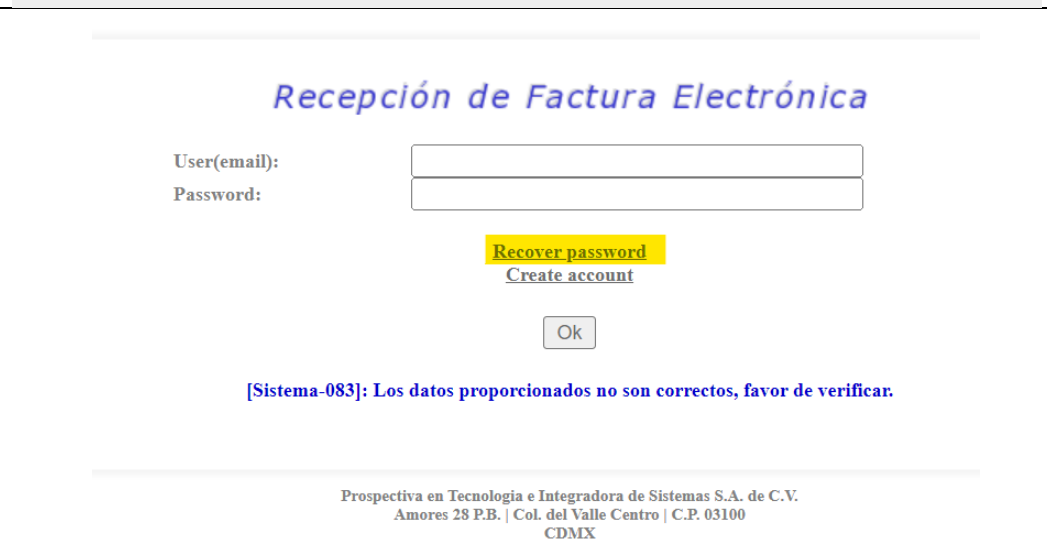 Recepción de Factura Electrónica
User(email):
Password:
Recover password
Create account
Ok
[Sistema-083]: Los datos proporcionados no son correctos, favor de verificar.
Prospectiva en Tecnologia e Integradora de Sistemas S.A. de C.V.
Amores 28 P.B. | Col. del Valle Centro | C.P. 03100
CDMX